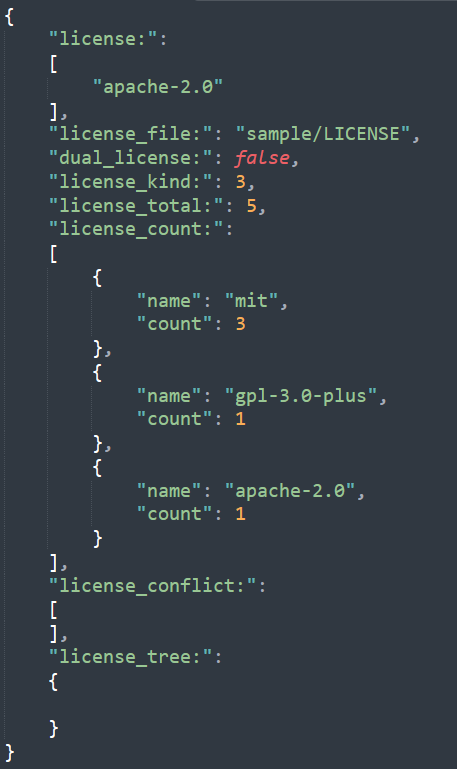 {
    "license:":
    [
        "apache-2.0"
    ],
    "license_file:": "sample/LICENSE",
    "dual_license:": false,
    "license_kind:": 3,
    "license_total:": 5,
    "license_count:":
    [
        {
            "name": "mit",
            "count": 3
        },
        {
            "name": "gpl-3.0-plus",
            "count": 1
        },
        {
            "name": "apache-2.0",
            "count": 1
        }
    ],
    "license_conflict:":
    [
    ],
    "license_tree:":
    {

    }
}